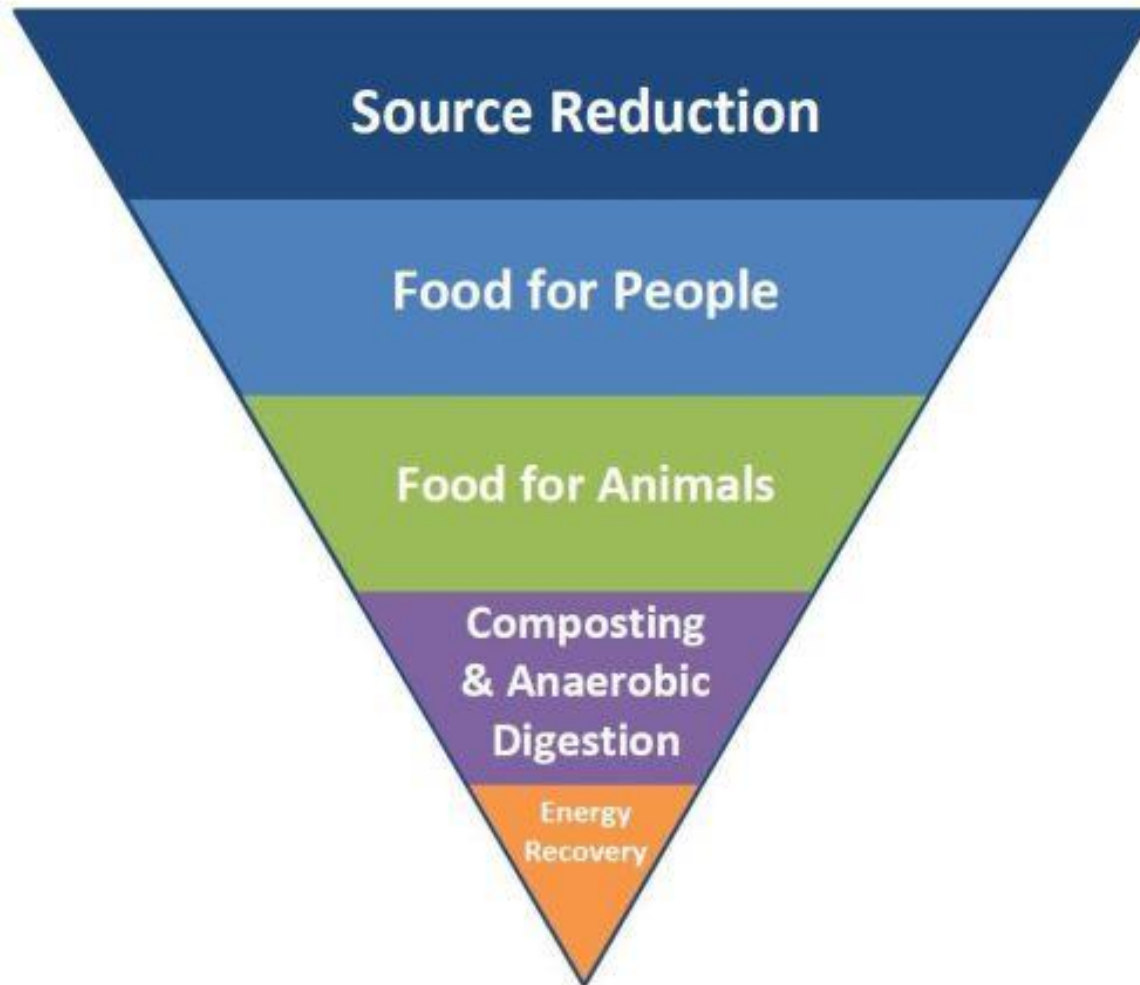 Source Reduction
Food for People
Food for Animals
Composting
& Anaerobic
Digestion
Energy
Recovery